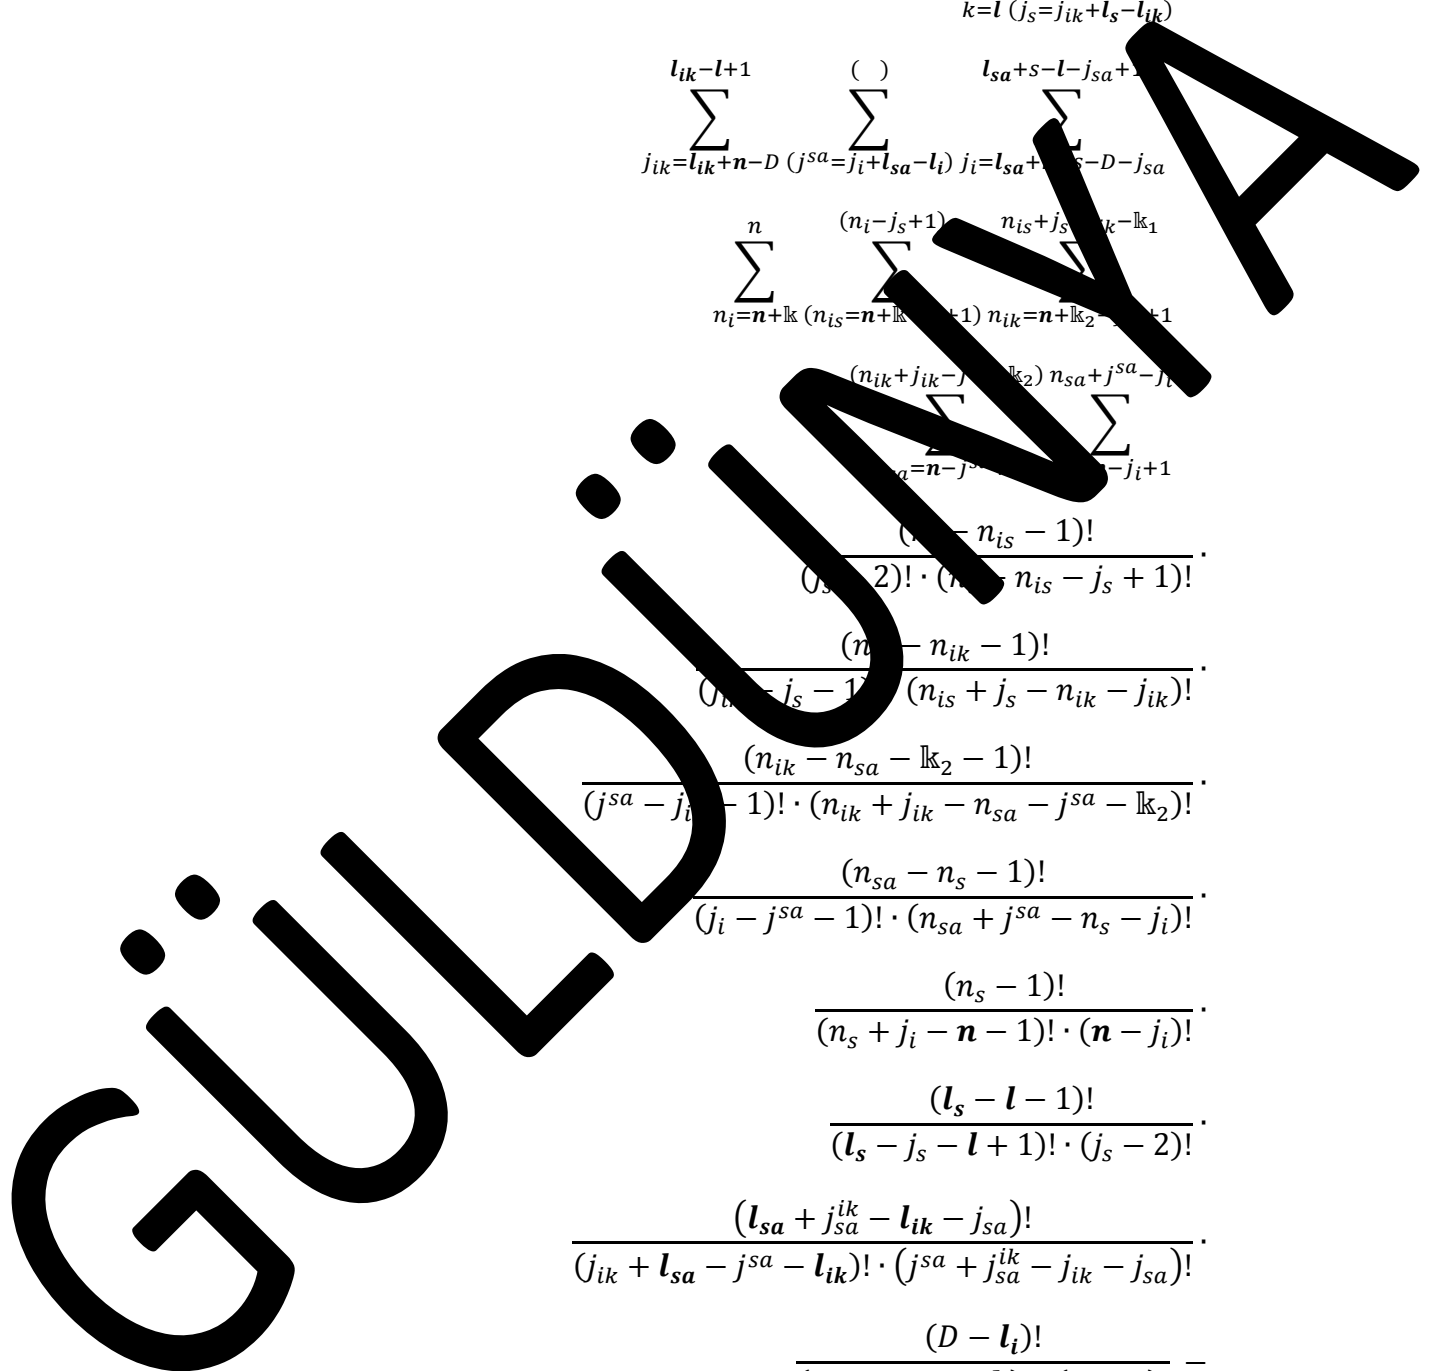 k=l (j_s=j_ik+l_s−l_ik)
l_ik−l+1 ( ) l_sa+s−l−j_sa+1
∑ ∑ ∑
j_ik=l_ik+n−D (j^sa=j_i+l_sa−l_i) j_i=l_sa+ −D−j_sa
n (n_i−j_s+1) n_is+j_s −𝕜_1
∑ ∑ ∑
n_i=n+𝕜 (n_is=n+𝕜 +1) n_ik=n+𝕜_2 +1
(n_ik+j_ik− 𝕜_2) n_sa+j^sa−j_i
∑ ∑
=n−j^sa −j_i+1
( − n_is − 1)!
(j_s 2)! · ( − n_is − j_s + 1)! ·
( − n_ik − 1)!
( j_s − 1) (n_is + j_s − n_ik − j_ik)! ·
(n_ik − n_sa − 𝕜_2 − 1)!
(j^sa − j_i − 1)! · (n_ik + j_ik − n_sa − j^sa − 𝕜_2)! ·
(n_sa − n_s − 1)!
(j_i − j^sa − 1)! · (n_sa + j^sa − n_s − j_i)! ·
(n_s − 1)!
(n_s + j_i − n − 1)! · (n − j_i)! ·
(l_s − l − 1)!
(l_s − j_s − l + 1)! · (j_s − 2)! ·
(l_sa + j_sa^ik − l_ik − j_sa)!
(j_ik + l_sa − j^sa − l_ik)! · (j^sa + j_sa^ik − j_ik − j_sa)! ·
(D − l_i)!
GÜLDÜNYA